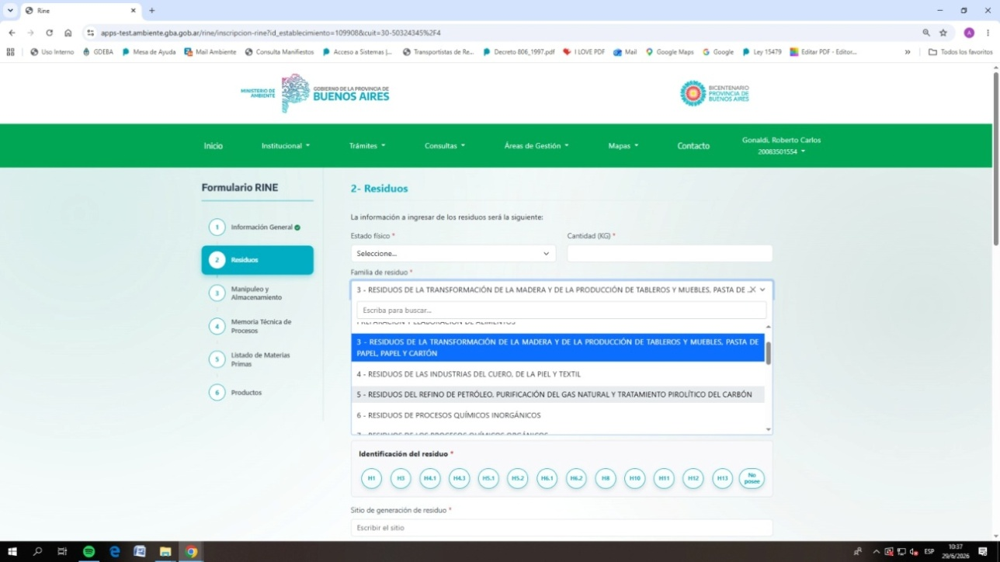 Rine
apps-test.ambiente.gba.gob.ar/rine/inscripcion-rine?id_establecimiento=109908&cuit=30-50324345%2F4
A
Uso Interno
GDEBA
Mesa de Ayuda
Mail Ambiente
Consulta Manifiestos
Acceso a Sistemas |...
Transportistas de Re...
Decreto 806_1997.pdf
I LOVE PDF
Mail
Google Maps
Google
Ley 15479
Editar PDF - Editor...
»
Todos los favoritos
MINISTERIO DE
AMBIENTE
GOBIERNO DE LA PROVINCIA DE
BUENOS AIRES
BICENTENARIO
PROVINCIA DE
BUENOS AIRES
Inicio
Institucional
Trámites
Consultas
Áreas de Gestión
Mapas
Contacto
Gonaldi, Roberto Carlos
20083501554
Formulario RINE
1 Información General
2 Residuos
3 Manipuleo y
Almacenamiento
4 Memoria Técnica de
Procesos
5 Listado de Materias
Primas
6 Productos
2- Residuos
La información a ingresar de los residuos será la siguiente:
Estado físico *
Cantidad (KG) *
Seleccione...
Familia de residuo *
3 - RESIDUOS DE LA TRANSFORMACIÓN DE LA MADERA Y DE LA PRODUCCIÓN DE TABLEROS Y MUEBLES, PASTA DE ...
Escriba para buscar...
PREPARACIÓN Y ELABORACIÓN DE ALIMENTOS
3 - RESIDUOS DE LA TRANSFORMACIÓN DE LA MADERA Y DE LA PRODUCCIÓN DE TABLEROS Y MUEBLES, PASTA DE
PAPEL, PAPEL Y CARTÓN
4 - RESIDUOS DE LAS INDUSTRIAS DEL CUERO, DE LA PIEL Y TEXTIL
5 - RESIDUOS DEL REFINO DE PETRÓLEO, PURIFICACIÓN DEL GAS NATURAL Y TRATAMIENTO PIROLÍTICO DEL CARBÓN
6 - RESIDUOS DE PROCESOS QUÍMICOS INORGÁNICOS
7 - RESIDUOS DE LOS PROCESOS QUÍMICOS ORGÁNICOS
Identificación del residuo *
H1
H3
H4.1
H4.3
H5.1
H5.2
H6.1
H6.2
H8
H10
H11
H12
H13
No
posee
Sitio de generación de residuo *
Escribir el sitio
ESP
10:37
29/6/2026